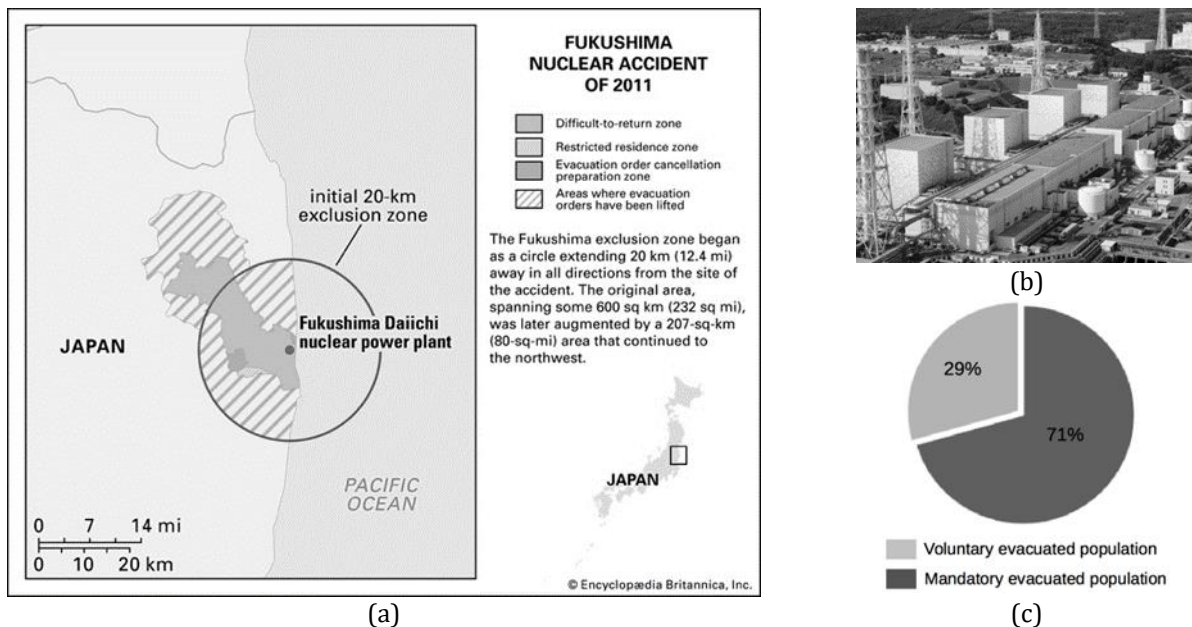 FUKUSHIMA
NUCLEAR ACCIDENT
OF 2011
Difficult-to-return zone
Restricted residence zone
Evacuation order cancellation
preparation zone
Areas where evacuation
orders have been lifted
initial 20-km
exclusion zone
The Fukushima exclusion zone began
as a circle extending 20 km (12.4 mi)
away in all directions from the site of
the accident. The original area,
spanning some 600 sq km (232 sq mi),
was later augmented by a 207-sq-km
(80-sq-mi) area that continued to
the northwest.
Fukushima Daiichi
nuclear power plant
JAPAN
PACIFIC
OCEAN
0 7 14 mi
0 10 20 km
JAPAN
© Encyclopædia Britannica, Inc.
(a)
(b)
29%
71%
Voluntary evacuated population
Mandatory evacuated population
(c)